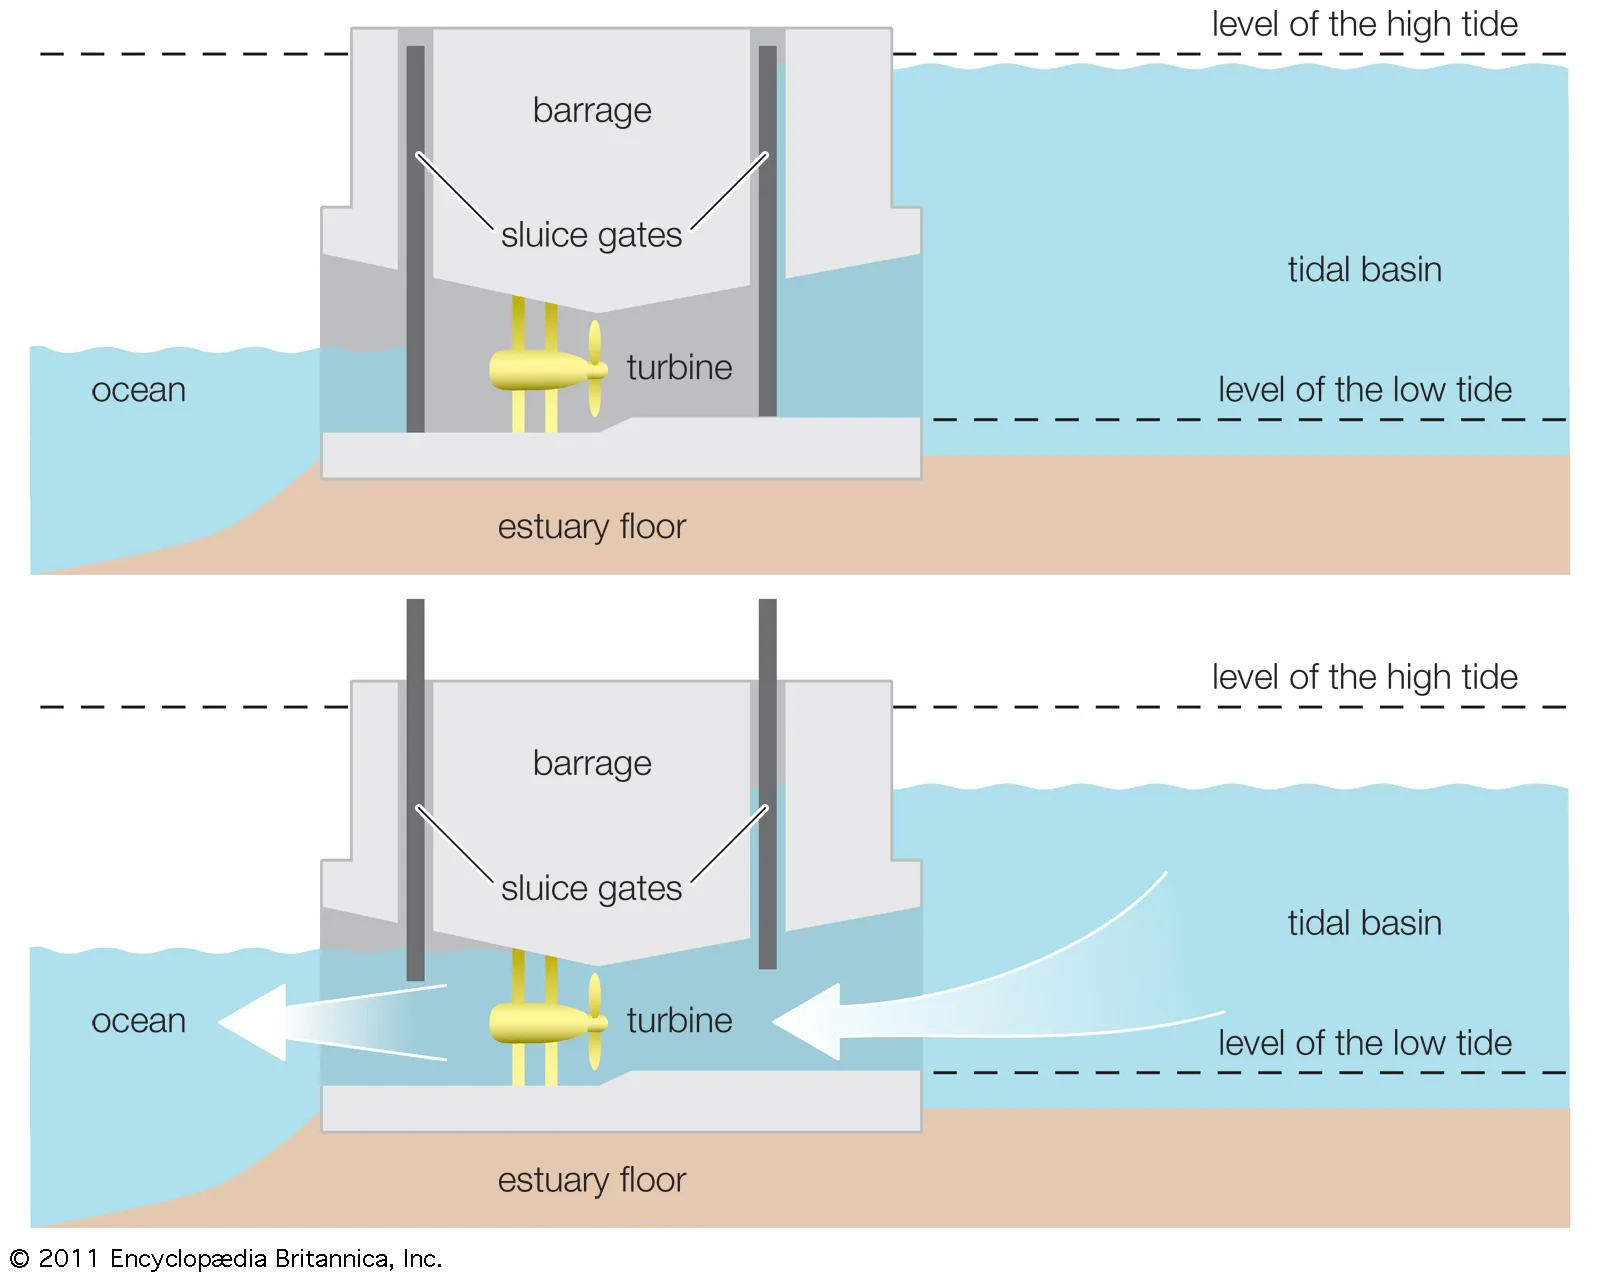 level of the high tide
barrage
sluice gates
tidal basin
turbine
ocean
level of the low tide
estuary floor
level of the high tide
barrage
sluice gates
tidal basin
ocean
turbine
level of the low tide
estuary floor
© 2011 Encyclopædia Britannica, Inc.